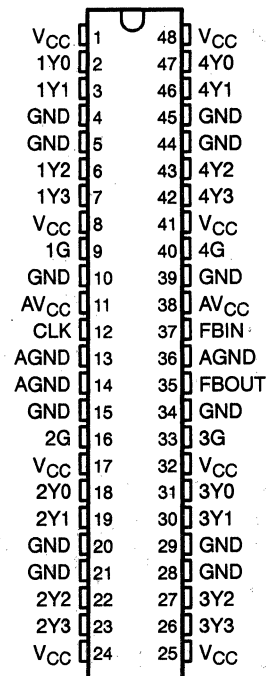 VCC 1 48 VCC
1Y0 2 47 4Y0
1Y1 3 46 4Y1
GND 4 45 GND
GND 5 44 GND
1Y2 6 43 4Y2
1Y3 7 42 4Y3
VCC 8 41 VCC
1G 9 40 4G
GND 10 39 GND
AVCC 11 38 AVCC
CLK 12 37 FBIN
AGND 13 36 AGND
AGND 14 35 FBOUT
GND 15 34 GND
2G 16 33 3G
VCC 17 32 VCC
2Y0 18 31 3Y0
2Y1 19 30 3Y1
GND 20 29 GND
GND 21 28 GND
2Y2 22 27 3Y2
2Y3 23 26 3Y3
VCC 24 25 VCC